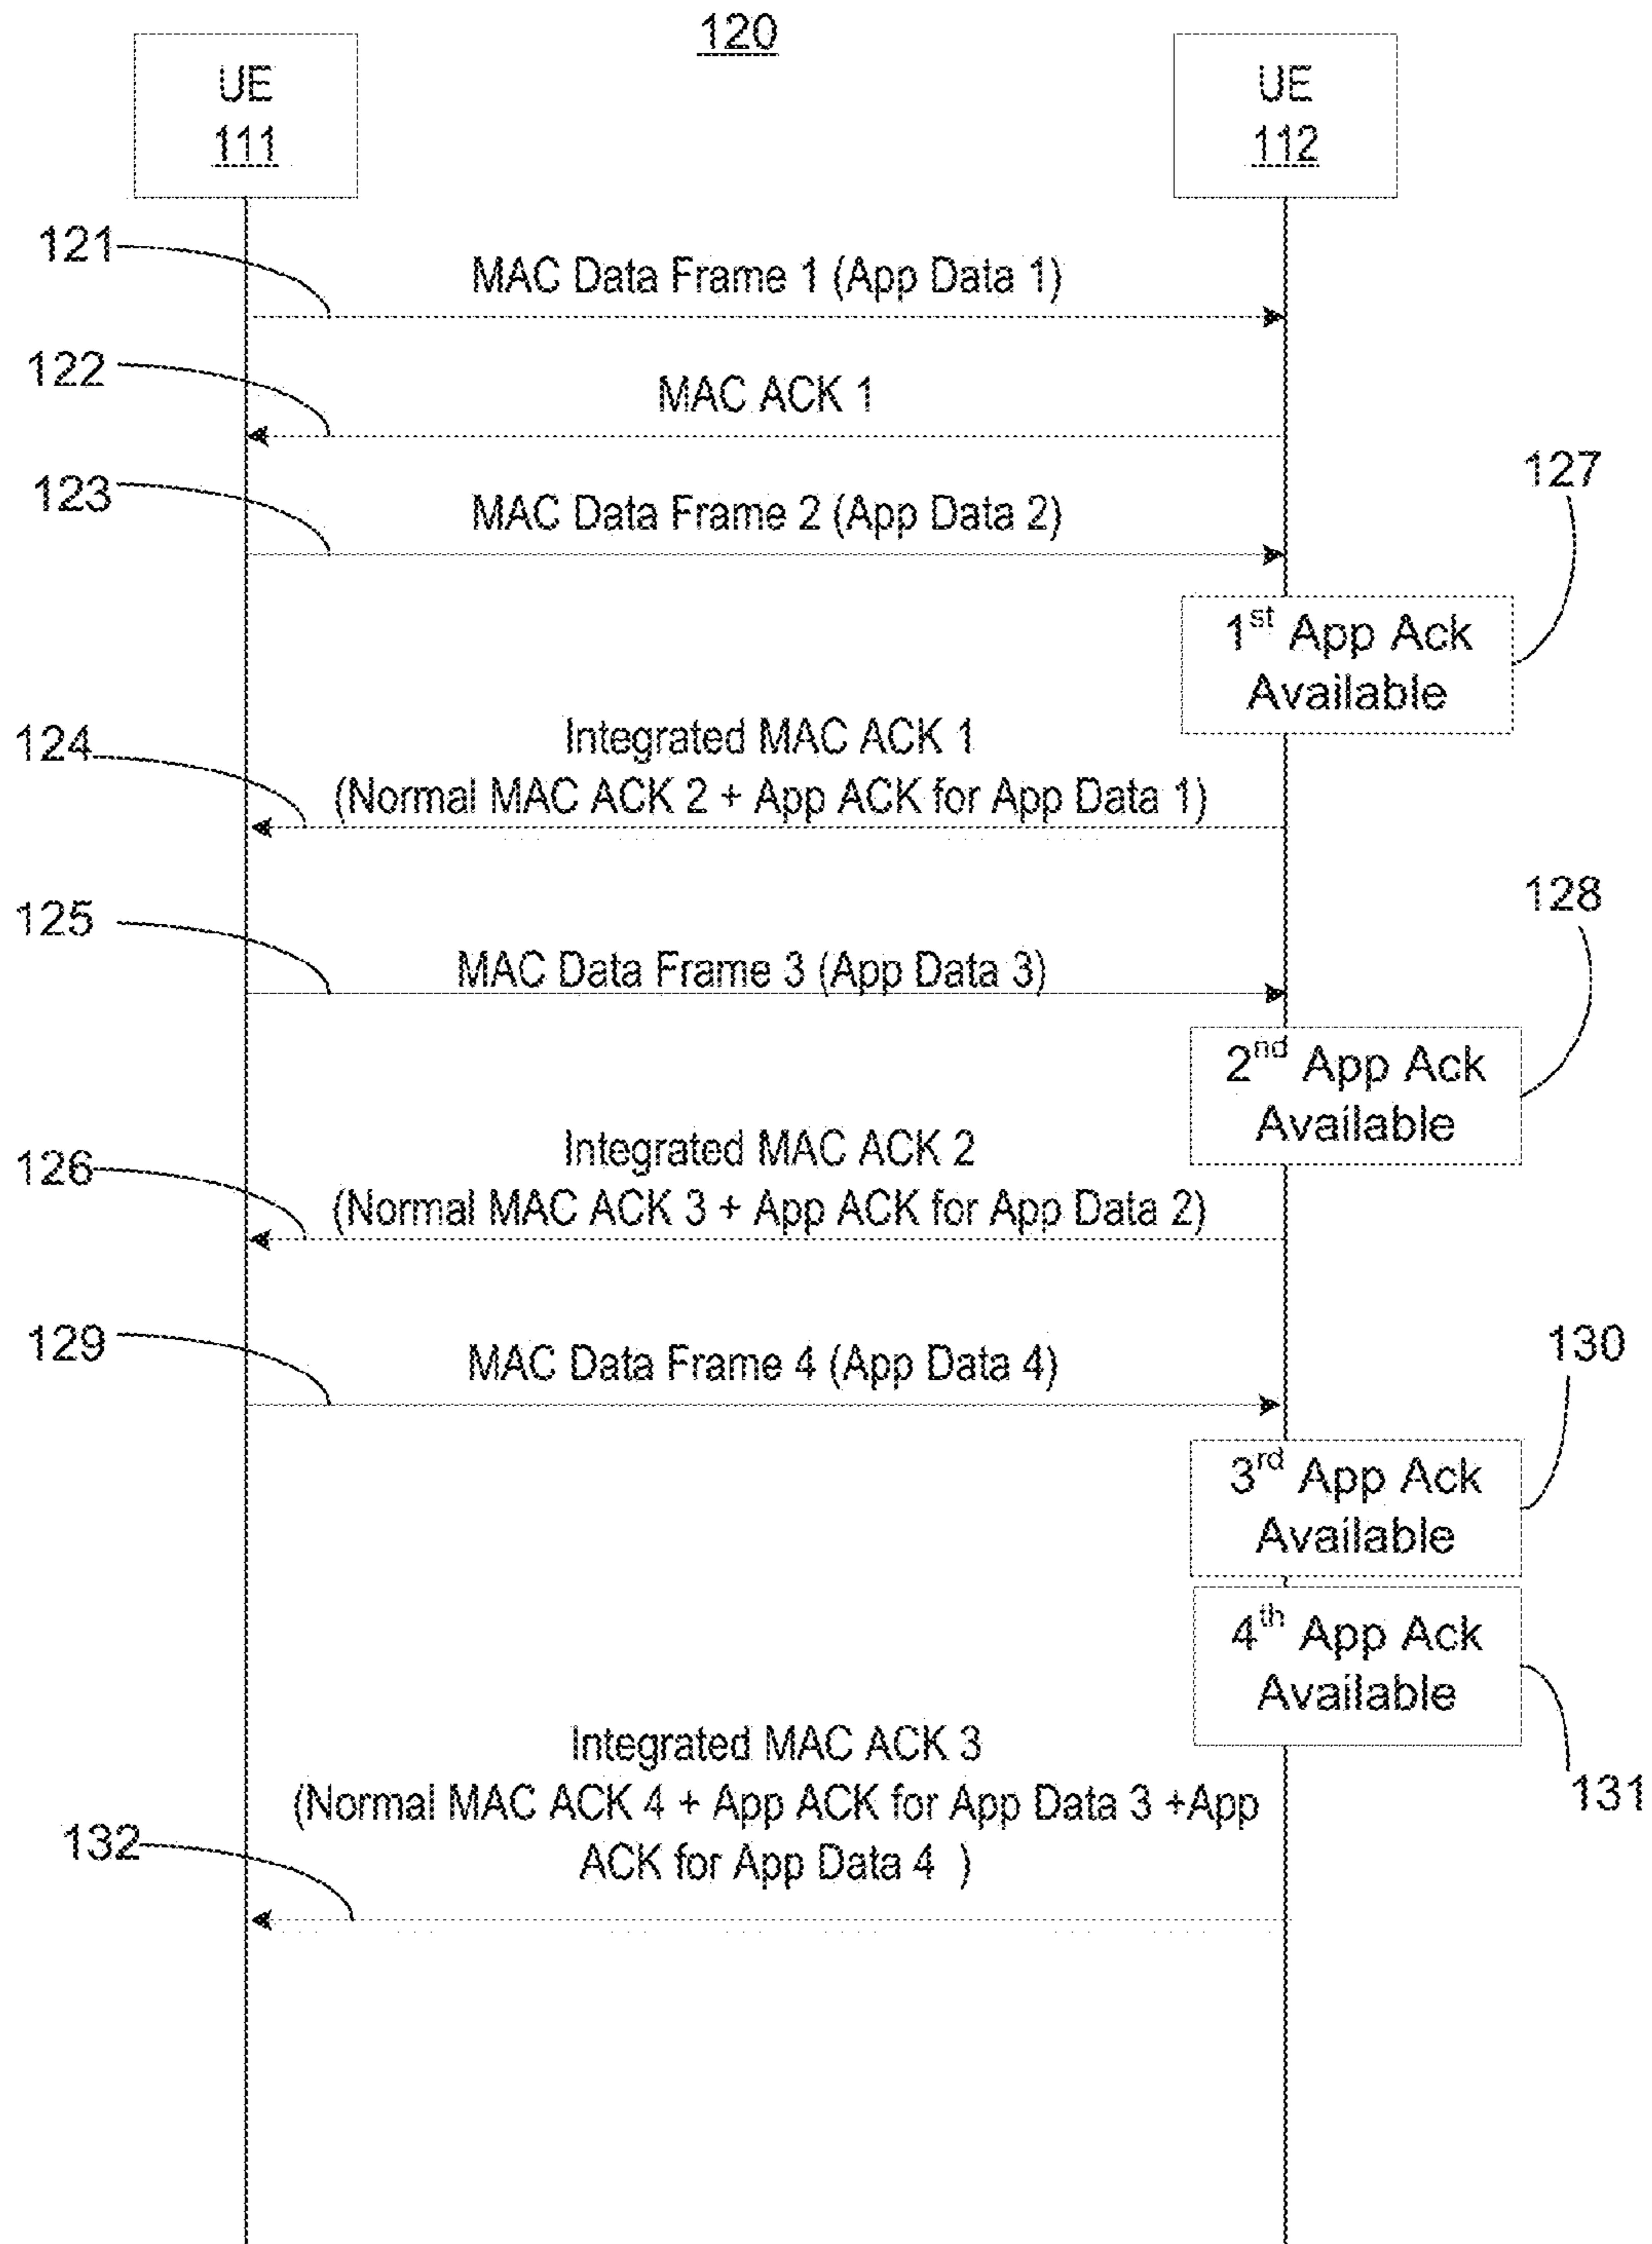 120
UE
111
UE
112
121
MAC Data Frame 1 (App Data 1)
122
MAC ACK 1
123
MAC Data Frame 2 (App Data 2)
127
1st App Ack
Available
124
Integrated MAC ACK 1
(Normal MAC ACK 2 + App ACK for App Data 1)
125
MAC Data Frame 3 (App Data 3)
128
2nd App Ack
Available
126
Integrated MAC ACK 2
(Normal MAC ACK 3 + App ACK for App Data 2)
129
MAC Data Frame 4 (App Data 4)
130
3rd App Ack
Available
4th App Ack
Available
131
Integrated MAC ACK 3
(Normal MAC ACK 4 + App ACK for App Data 3 +App
ACK for App Data 4 )
132